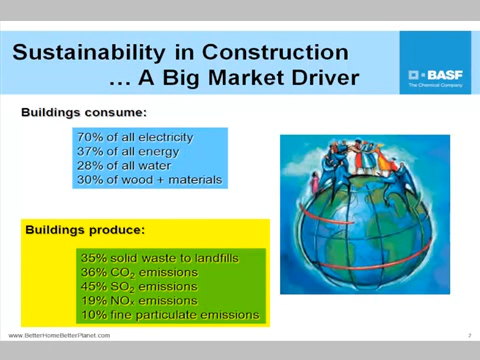 Sustainability in Construction
… A Big Market Driver
BASF
The Chemical Company
Buildings consume:
70% of all electricity
37% of all energy
28% of all water
30% of wood + materials
Buildings produce:
35% solid waste to landfills
36% CO₂ emissions
45% SO₂ emissions
19% NOₓ emissions
10% fine particulate emissions
www.BetterHomeBetterPlanet.com